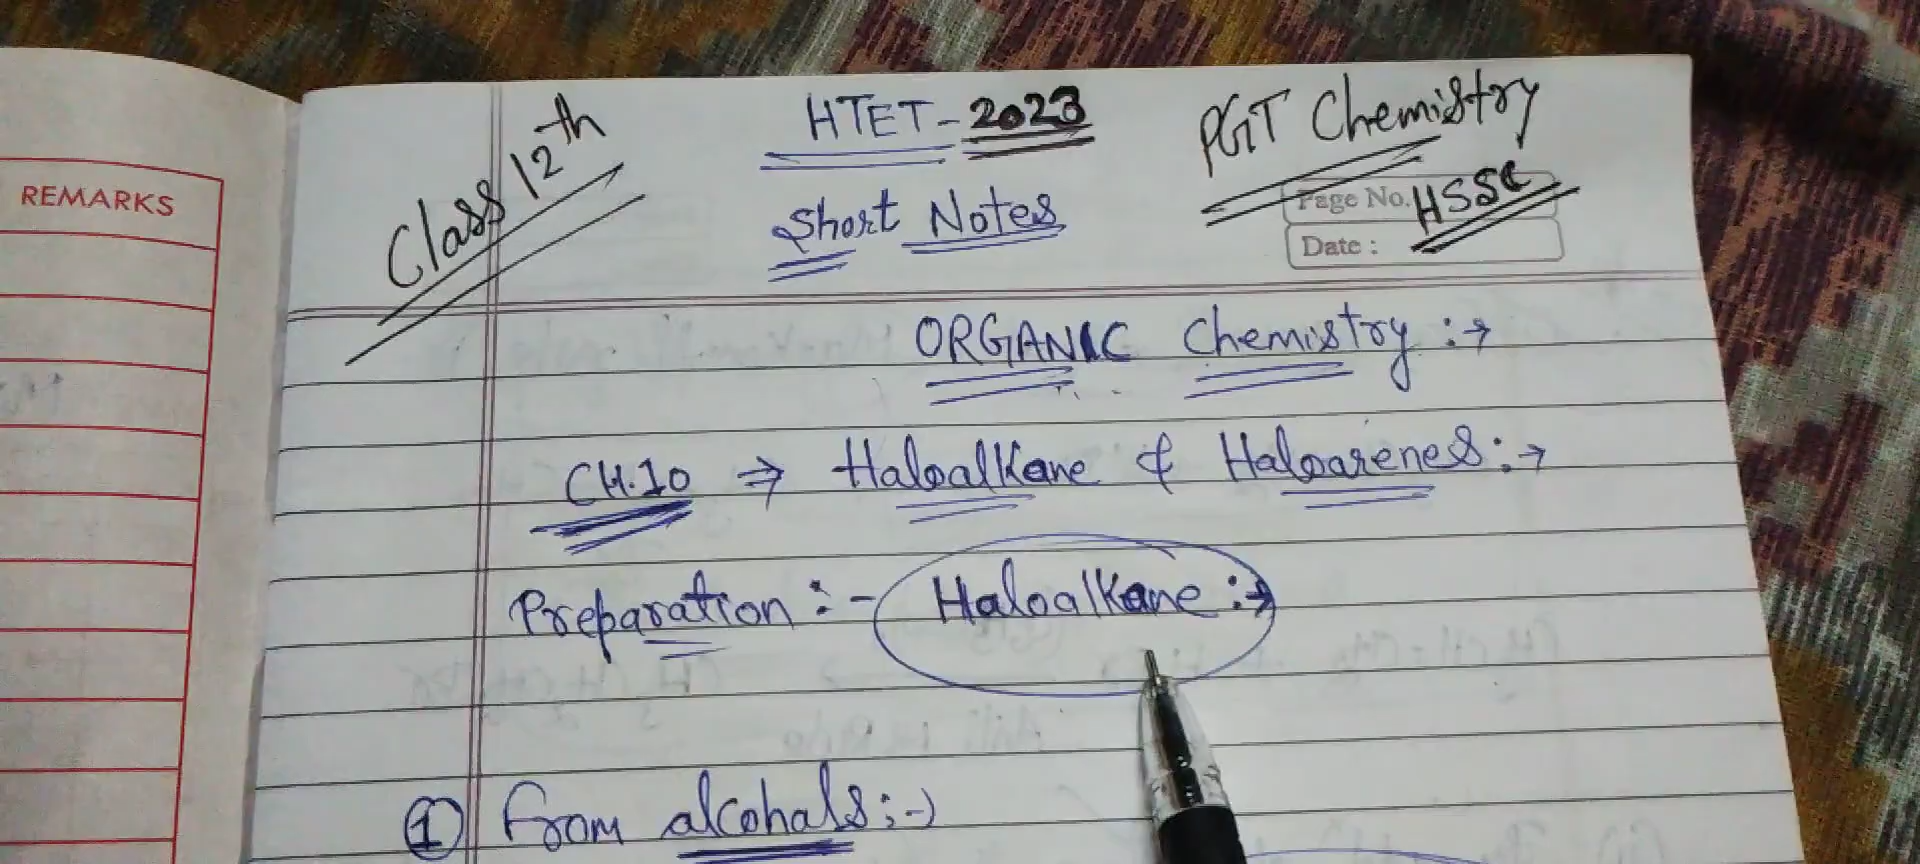 REMARKS
Class 12th
HTET-2023
Short Notes
PGT Chemistry
Page No. HSSC
Date :
ORGANIC Chemistry :→
CH.10 ⇒ Haloalkane & Haloarenes :→
Preparation :- Haloalkane :→
① From alcohals :-)